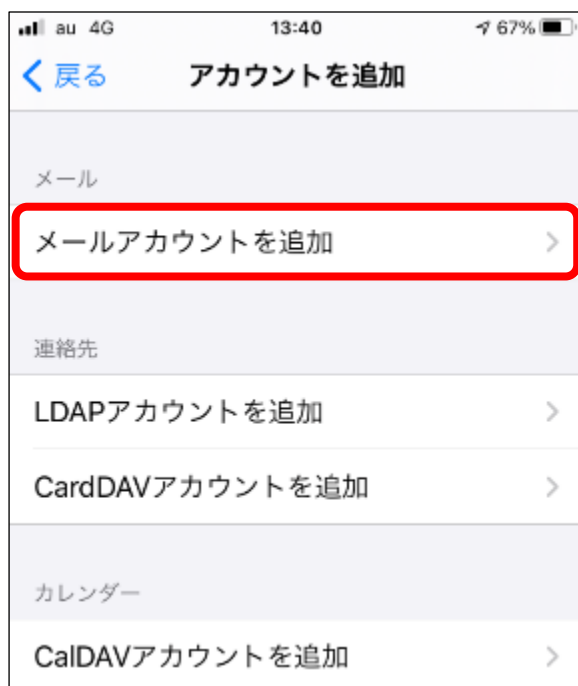 au 4G 13:40 67%
戻る アカウントを追加
メール
メールアカウントを追加
連絡先
LDAPアカウントを追加
CardDAVアカウントを追加
カレンダー
CalDAVアカウントを追加